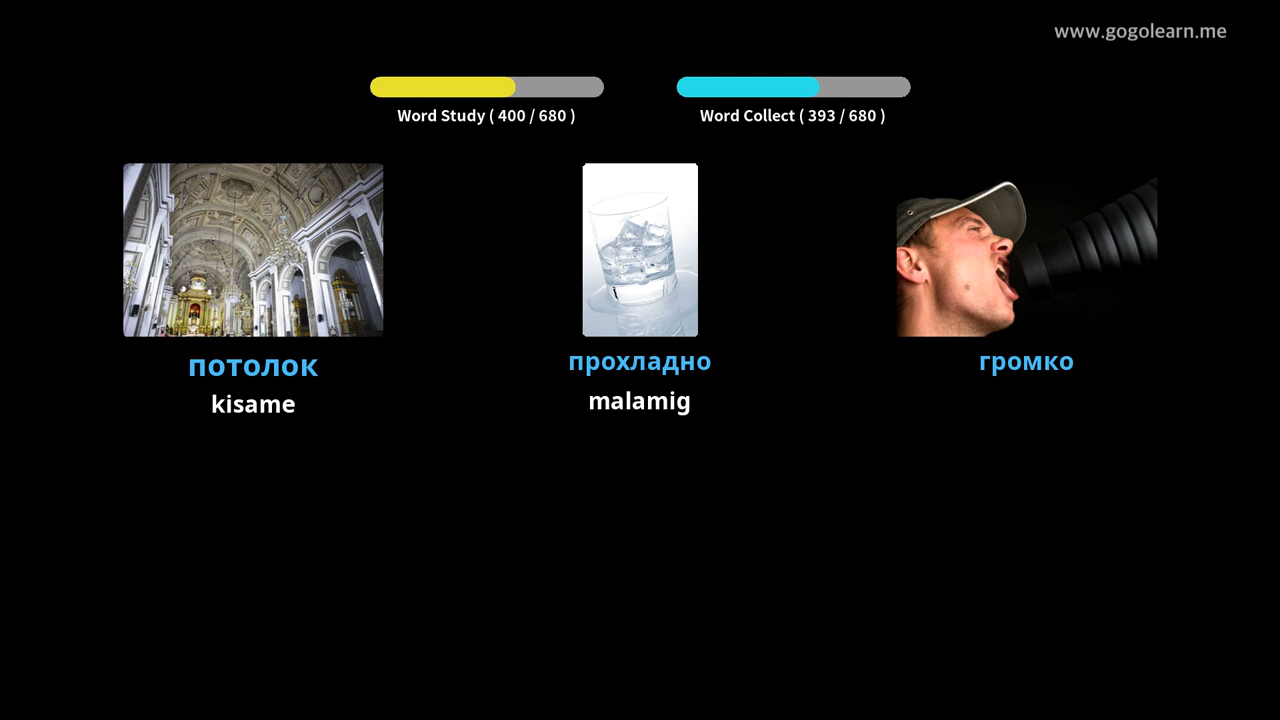 www.gogolearn.me
Word Study ( 400 / 680 )
Word Collect ( 393 / 680 )
потолок
kisame
прохладно
malamig
громко